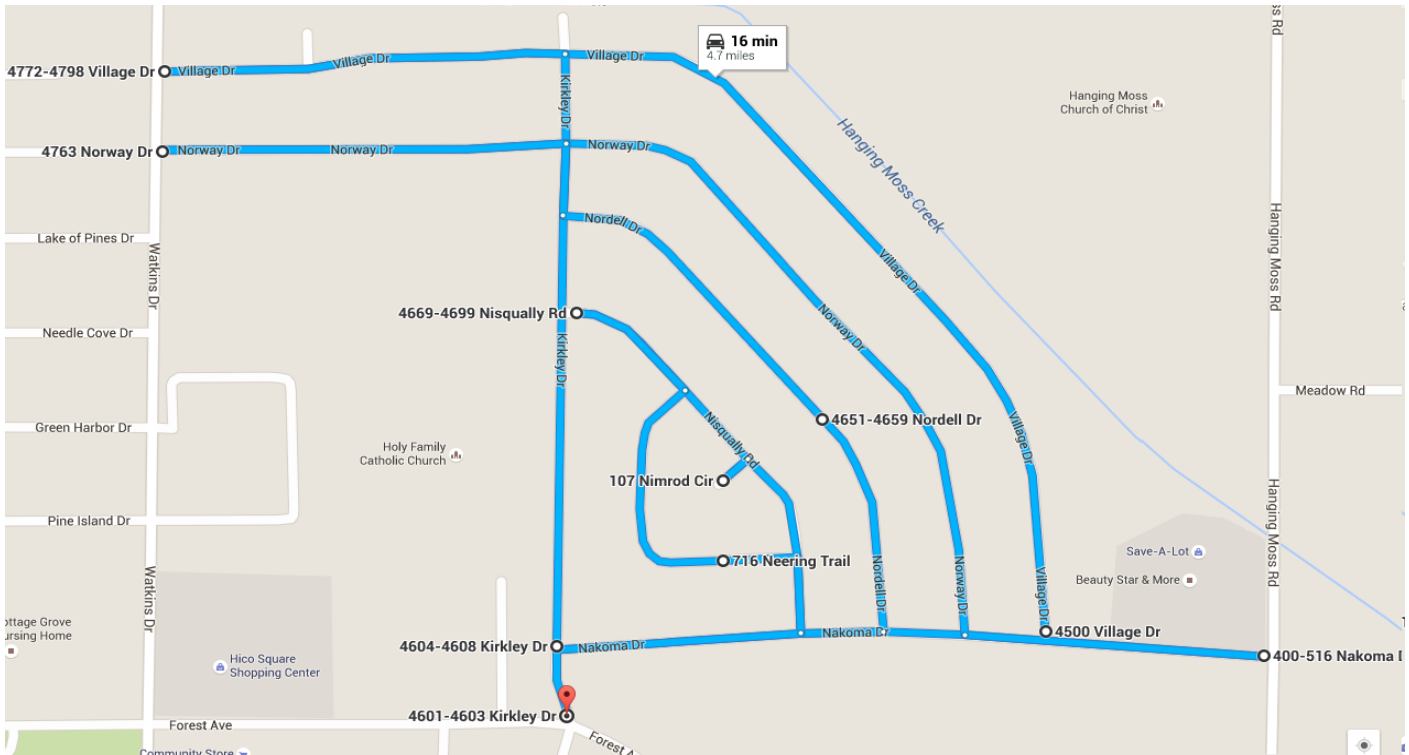 Rd
Village Dr
16 min
4.7 miles
4772-4798 Village Dr
Village Dr
Village Dr
Kirkley Dr
Hanging Moss
Church of Christ
Hanging Moss Creek
4763 Norway Dr
Norway Dr
Norway Dr
Norway Dr
Nordell Dr
Lake of Pines Dr
Watkins Dr
Hanging Moss Rd
Village Dr
4669-4699 Nisqually Rd
Norway Dr
Needle Cove Dr
Kirkley Dr
Meadow Rd
Green Harbor Dr
4651-4659 Nordell Dr
Nisqually Rd
Village Dr
Holy Family
Catholic Church
107 Nimrod Cir
Hanging Moss Rd
Pine Island Dr
Save-A-Lot
716 Neering Trail
Beauty Star & More
Watkins Dr
Nordell Dr
Norway Dr
Village Dr
ottage Grove
ursing Home
4500 Village Dr
Nakoma Dr
4604-4608 Kirkley Dr
Nakoma Dr
400-516 Nakoma
Hico Square
Shopping Center
4601-4603 Kirkley Dr
Forest Ave
Forest A
Community Store